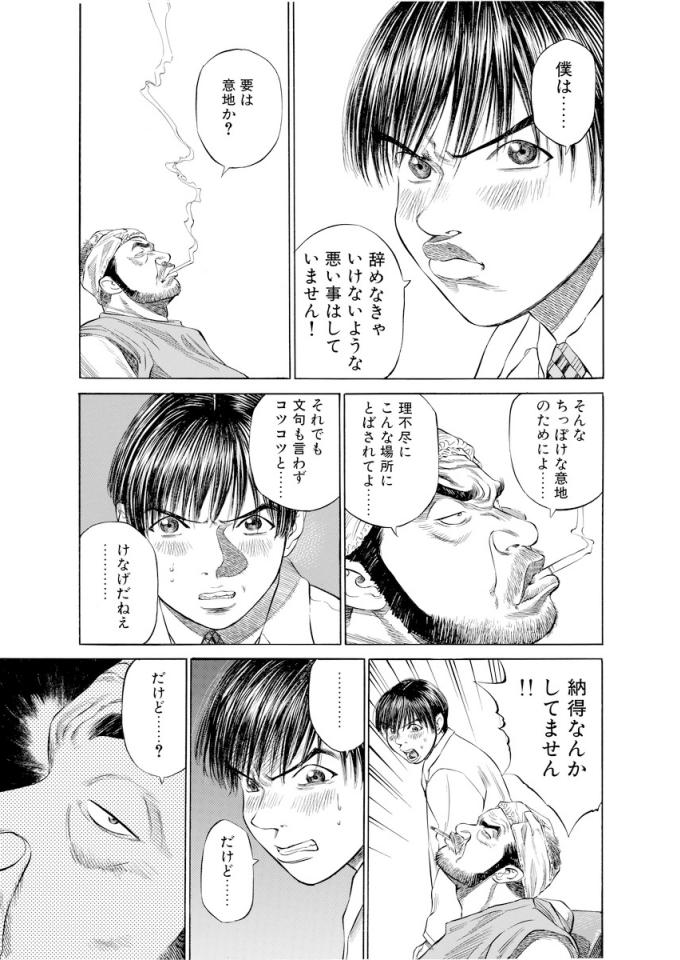 僕は……
辞めなきゃ
いけないような
悪い事はして
いません！
要は
意地か？
そんな
ちっぽけな意地
のためによ……
理不尽に
こんな場所に
とばされてよ……
それでも
文句も言わず
コツコツと……
けなげだねえ
…………
納得なんか
してません
!!
……
だけど……
だけど……？